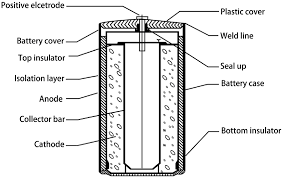 Positive elcetrode
Plastic cover
Battery cover
Weld line
Top insulator
Seal up
Isolation layer
Battery case
Anode
Collector bar
Bottom insulator
Cathode